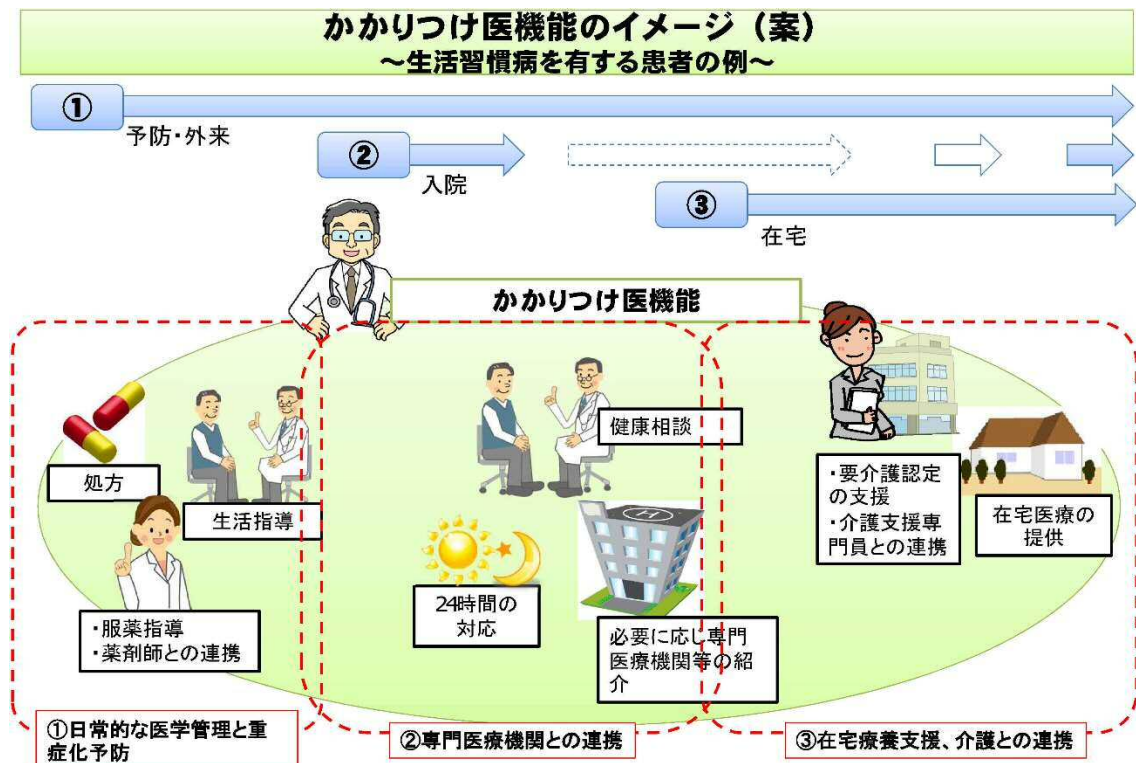 かかりつけ医機能のイメージ（案）
～生活習慣病を有する患者の例～
①
予防・外来
②
入院
③
在宅
かかりつけ医機能
処方
生活指導
・服薬指導
・薬剤師との連携
健康相談
24時間の
対応
H
必要に応じ専門
医療機関等の紹
介
・要介護認定
の支援
・介護支援専
門員との連携
在宅医療の
提供
①日常的な医学管理と重
症化予防
②専門医療機関との連携
③在宅療養支援、介護との連携